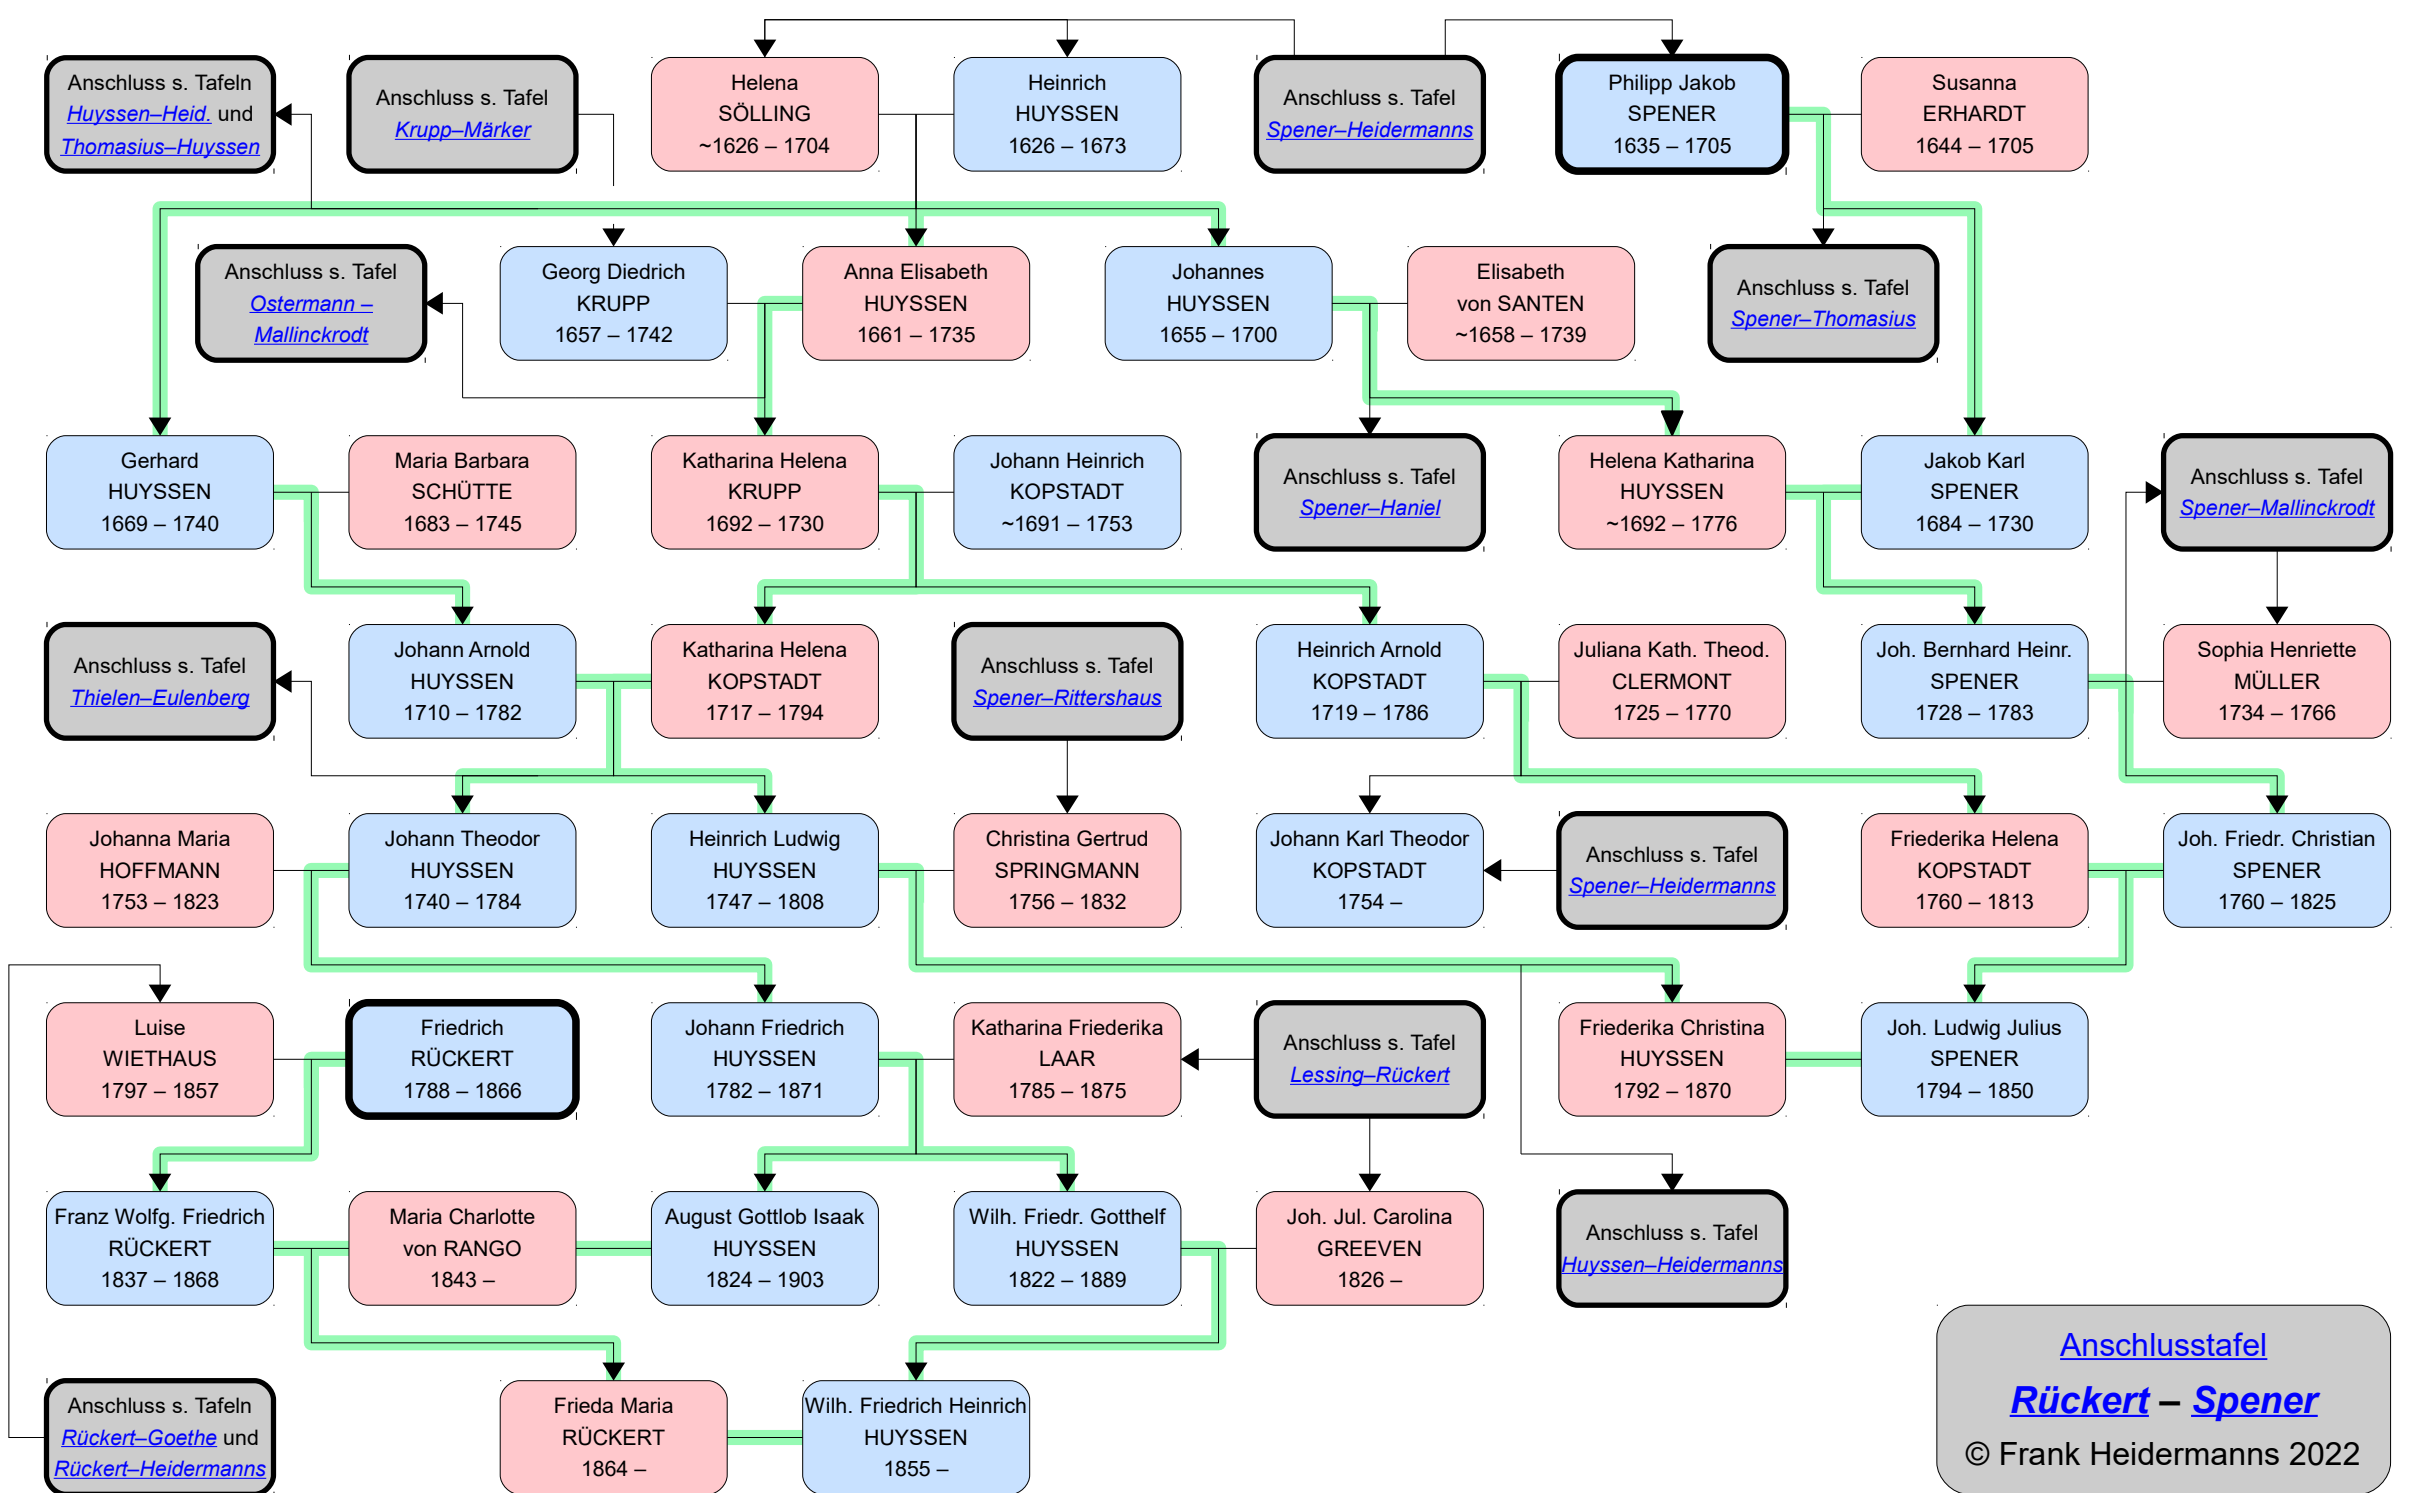 Anschluss s. Tafeln
Huyssen–Heid. und
Thomasius–Huyssen
Anschluss s. Tafel
Krupp–Märker
Helena
SÖLLING
~1626 – 1704
Heinrich
HUYSSEN
1626 – 1673
Anschluss s. Tafel
Spener–Heidermanns
Philipp Jakob
SPENER
1635 – 1705
Susanna
ERHARDT
1644 – 1705
Anschluss s. Tafel
Ostermann –
Mallinckrodt
Georg Diedrich
KRUPP
1657 – 1742
Anna Elisabeth
HUYSSEN
1661 – 1735
Johannes
HUYSSEN
1655 – 1700
Elisabeth
von SANTEN
~1658 – 1739
Anschluss s. Tafel
Spener–Thomasius
Gerhard
HUYSSEN
1669 – 1740
Maria Barbara
SCHÜTTE
1683 – 1745
Katharina Helena
KRUPP
1692 – 1730
Johann Heinrich
KOPSTADT
~1691 – 1753
Anschluss s. Tafel
Spener–Haniel
Helena Katharina
HUYSSEN
~1692 – 1776
Jakob Karl
SPENER
1684 – 1730
Anschluss s. Tafel
Spener–Mallinckrodt
Anschluss s. Tafel
Thielen–Eulenberg
Johann Arnold
HUYSSEN
1710 – 1782
Katharina Helena
KOPSTADT
1717 – 1794
Anschluss s. Tafel
Spener–Rittershaus
Heinrich Arnold
KOPSTADT
1719 – 1786
Juliana Kath. Theod.
CLERMONT
1725 – 1770
Joh. Bernhard Heinr.
SPENER
1728 – 1783
Sophia Henriette
MÜLLER
1734 – 1766
Johanna Maria
HOFFMANN
1753 – 1823
Johann Theodor
HUYSSEN
1740 – 1784
Heinrich Ludwig
HUYSSEN
1747 – 1808
Christina Gertrud
SPRINGMANN
1756 – 1832
Johann Karl Theodor
KOPSTADT
1754 –
Anschluss s. Tafel
Spener–Heidermanns
Friederika Helena
KOPSTADT
1760 – 1813
Joh. Friedr. Christian
SPENER
1760 – 1825
Luise
WIETHAUS
1797 – 1857
Friedrich
RÜCKERT
1788 – 1866
Johann Friedrich
HUYSSEN
1782 – 1871
Katharina Friederika
LAAR
1785 – 1875
Anschluss s. Tafel
Lessing–Rückert
Friederika Christina
HUYSSEN
1792 – 1870
Joh. Ludwig Julius
SPENER
1794 – 1850
Franz Wolfg. Friedrich
RÜCKERT
1837 – 1868
Maria Charlotte
von RANGO
1843 –
August Gottlob Isaak
HUYSSEN
1824 – 1903
Wilh. Friedr. Gotthelf
HUYSSEN
1822 – 1889
Joh. Jul. Carolina
GREEVEN
1826 –
Anschluss s. Tafel
Huyssen–Heidermanns
Anschluss s. Tafeln
Rückert–Goethe und
Rückert–Heidermanns
Frieda Maria
RÜCKERT
1864 –
Wilh. Friedrich Heinrich
HUYSSEN
1855 –
Anschlusstafel
Rückert – Spener
© Frank Heidermanns 2022